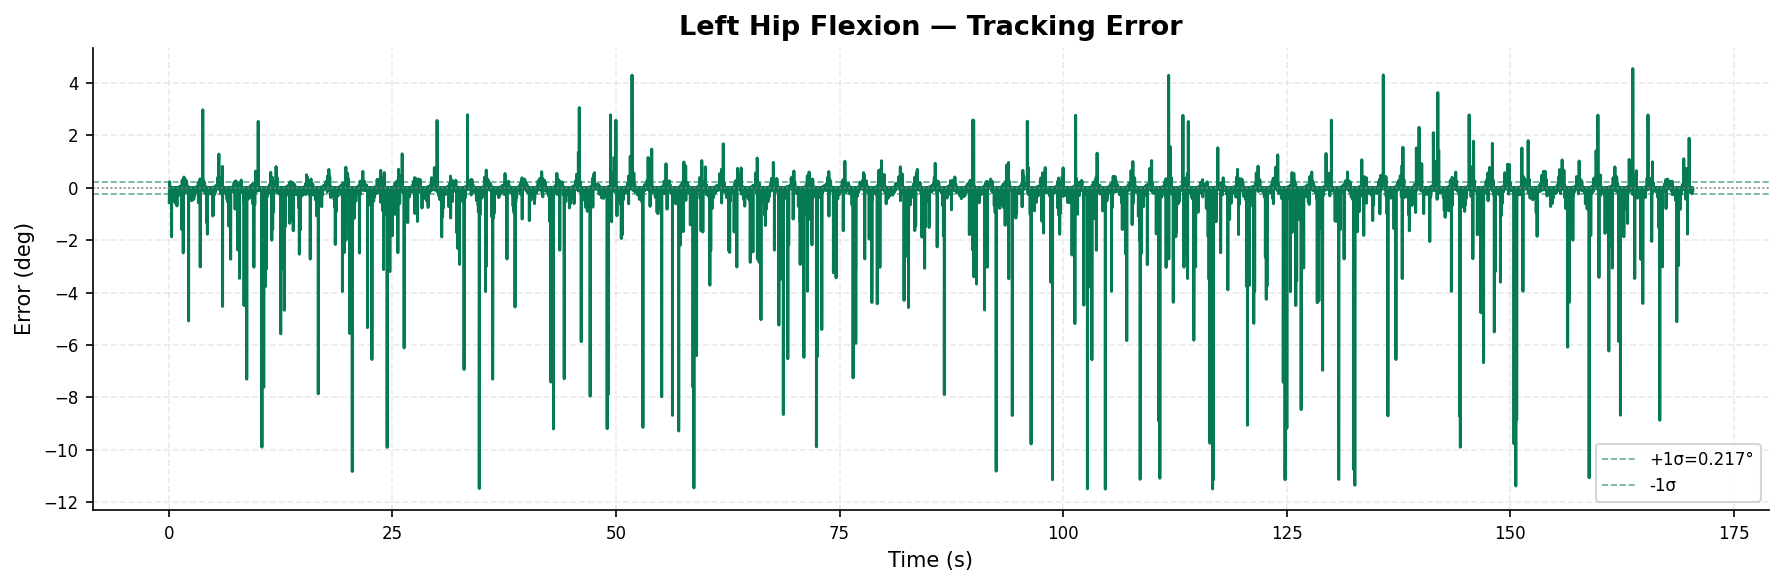 Left Hip Flexion — Tracking Error
Error (deg)
4
2
0
−2
−4
−6
−8
−10
−12
+1σ=0.217°
-1σ
0 25 50 75 100 125 150 175
Time (s)